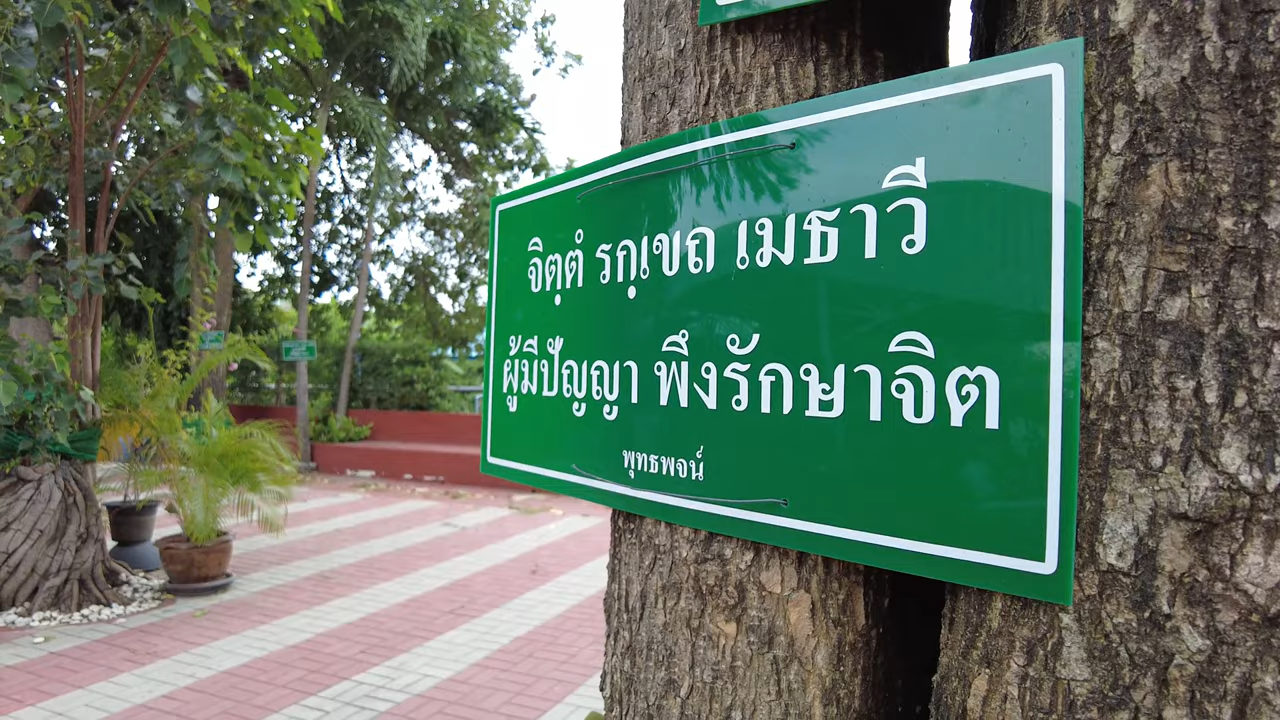 จิตฺตํ รกฺเขถ เมธาวี
ผู้มีปัญญา พึงรักษาจิต
พุทธพจน์